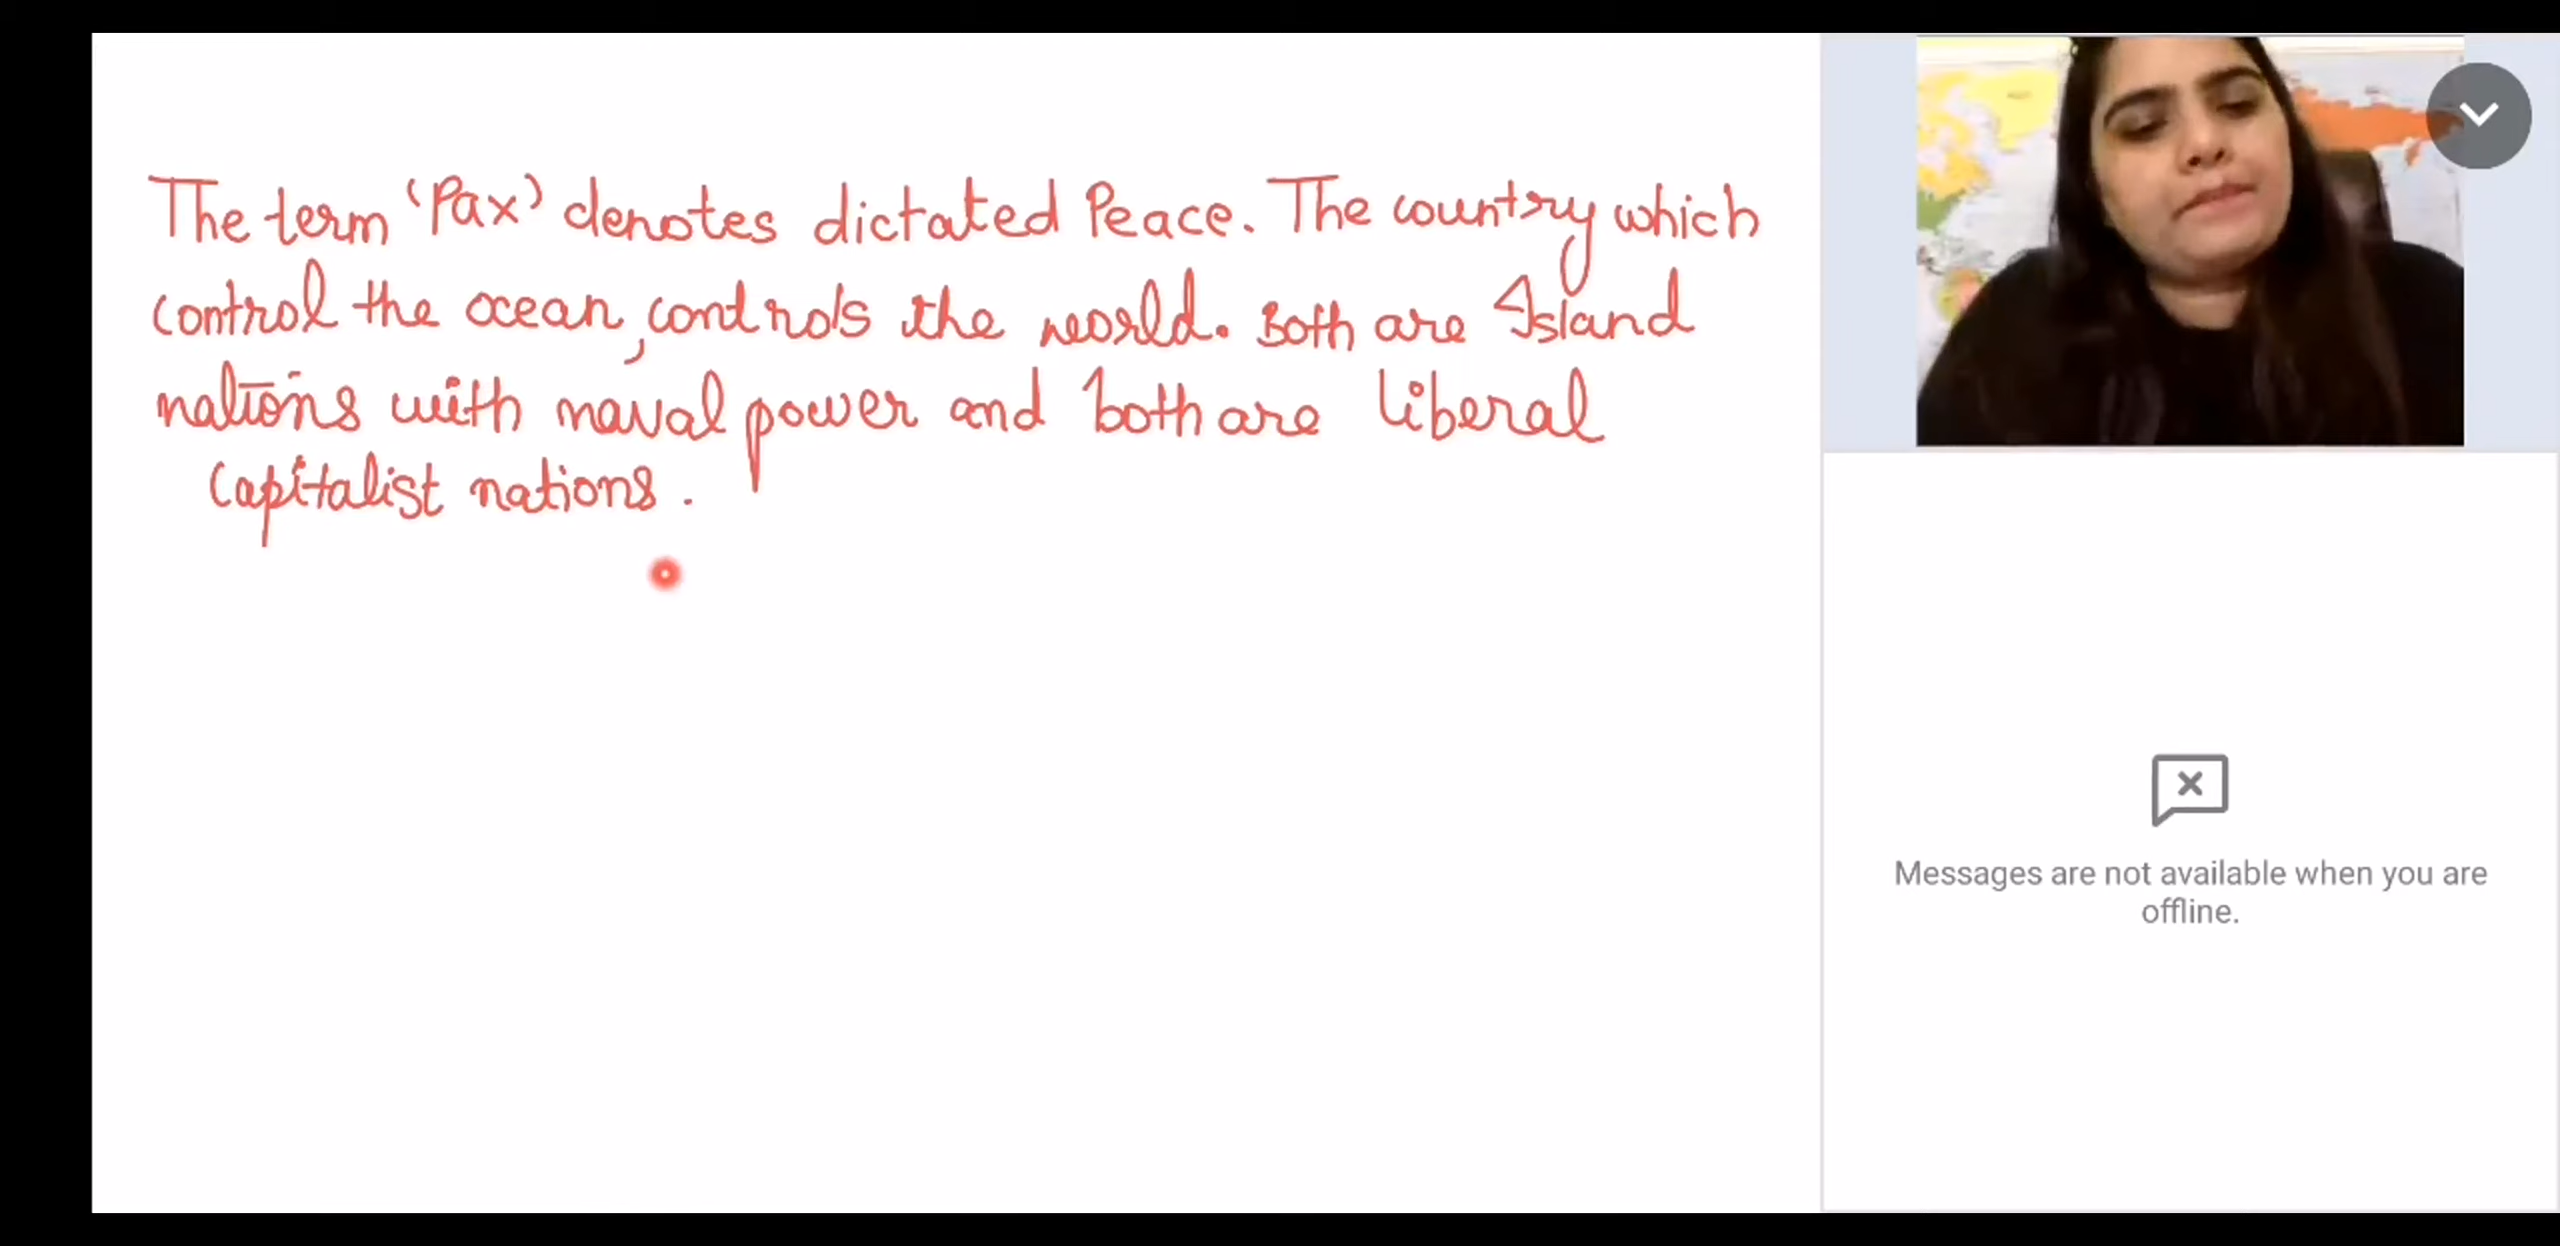 The term 'Pax' denotes dictated Peace. The country which
control the ocean, controls the world. Both are Island
nations with naval power and both are liberal
capitalist nations.
Messages are not available when you are
offline.